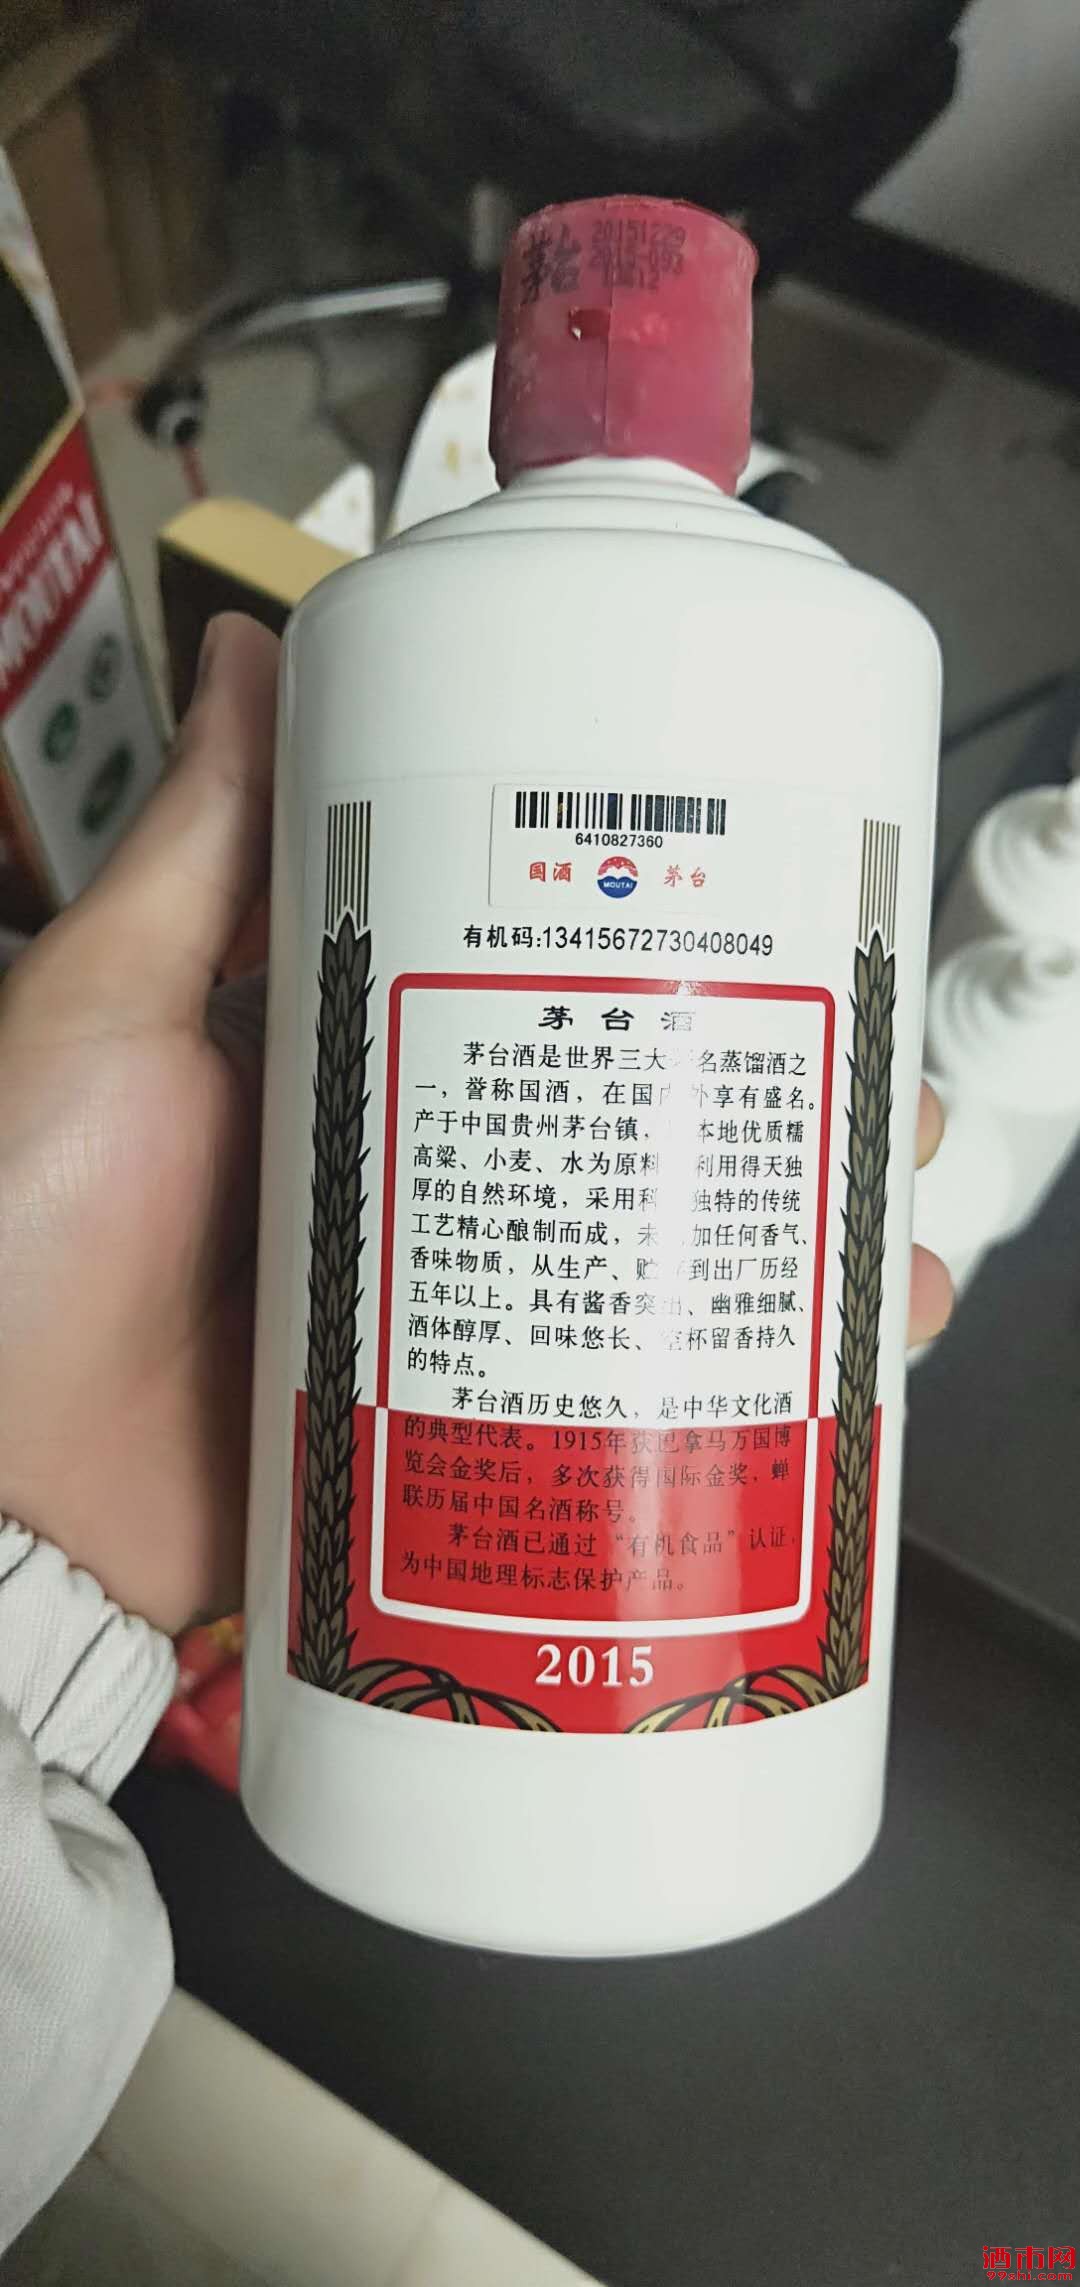 茅台
20151229
MOUTAI
6410827360
国酒 MOUTAI 茅台
有机码:13415672730408049
茅台酒
茅台酒是世界三大 名蒸馏酒之
一，誉称国酒，在国内外享有盛名。
产于中国贵州茅台镇， 本地优质糯
高粱、小麦、水为原料 利用得天独
厚的自然环境，采用科 独特的传统
工艺精心酿制而成，未 加任何香气、
香味物质，从生产、贮存到出厂历经
五年以上。具有酱香突出、幽雅细腻、
酒体醇厚、回味悠长、空杯留香持久
的特点。
茅台酒历史悠久，是中华文化酒
的典型代表。1915年获巴拿马万国博
览会金奖后，多次获得国际金奖，蝉
联历届中国名酒称号。
茅台酒已通过“有机食品”认证，
为中国地理标志保护产品。
2015
酒市网
99shi.com